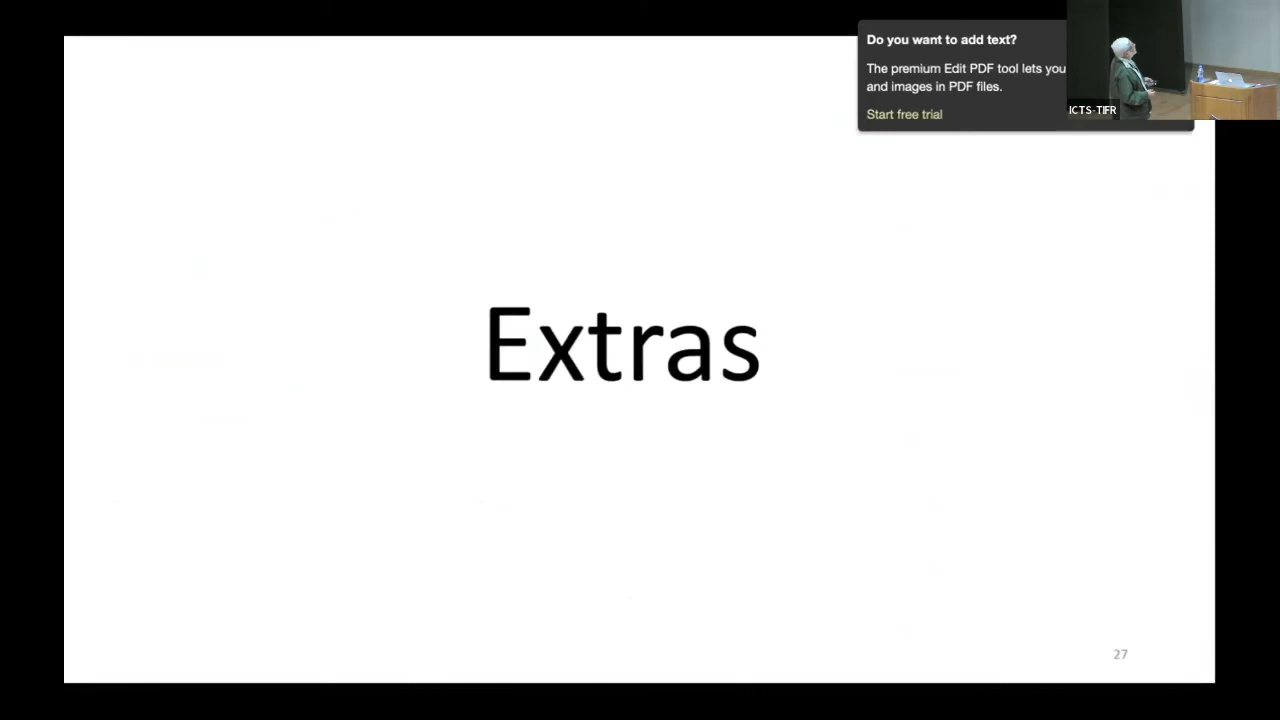 Do you want to add text?
The premium Edit PDF tool lets you
and images in PDF files.
Start free trial
ICTS-TIFR
Extras
27